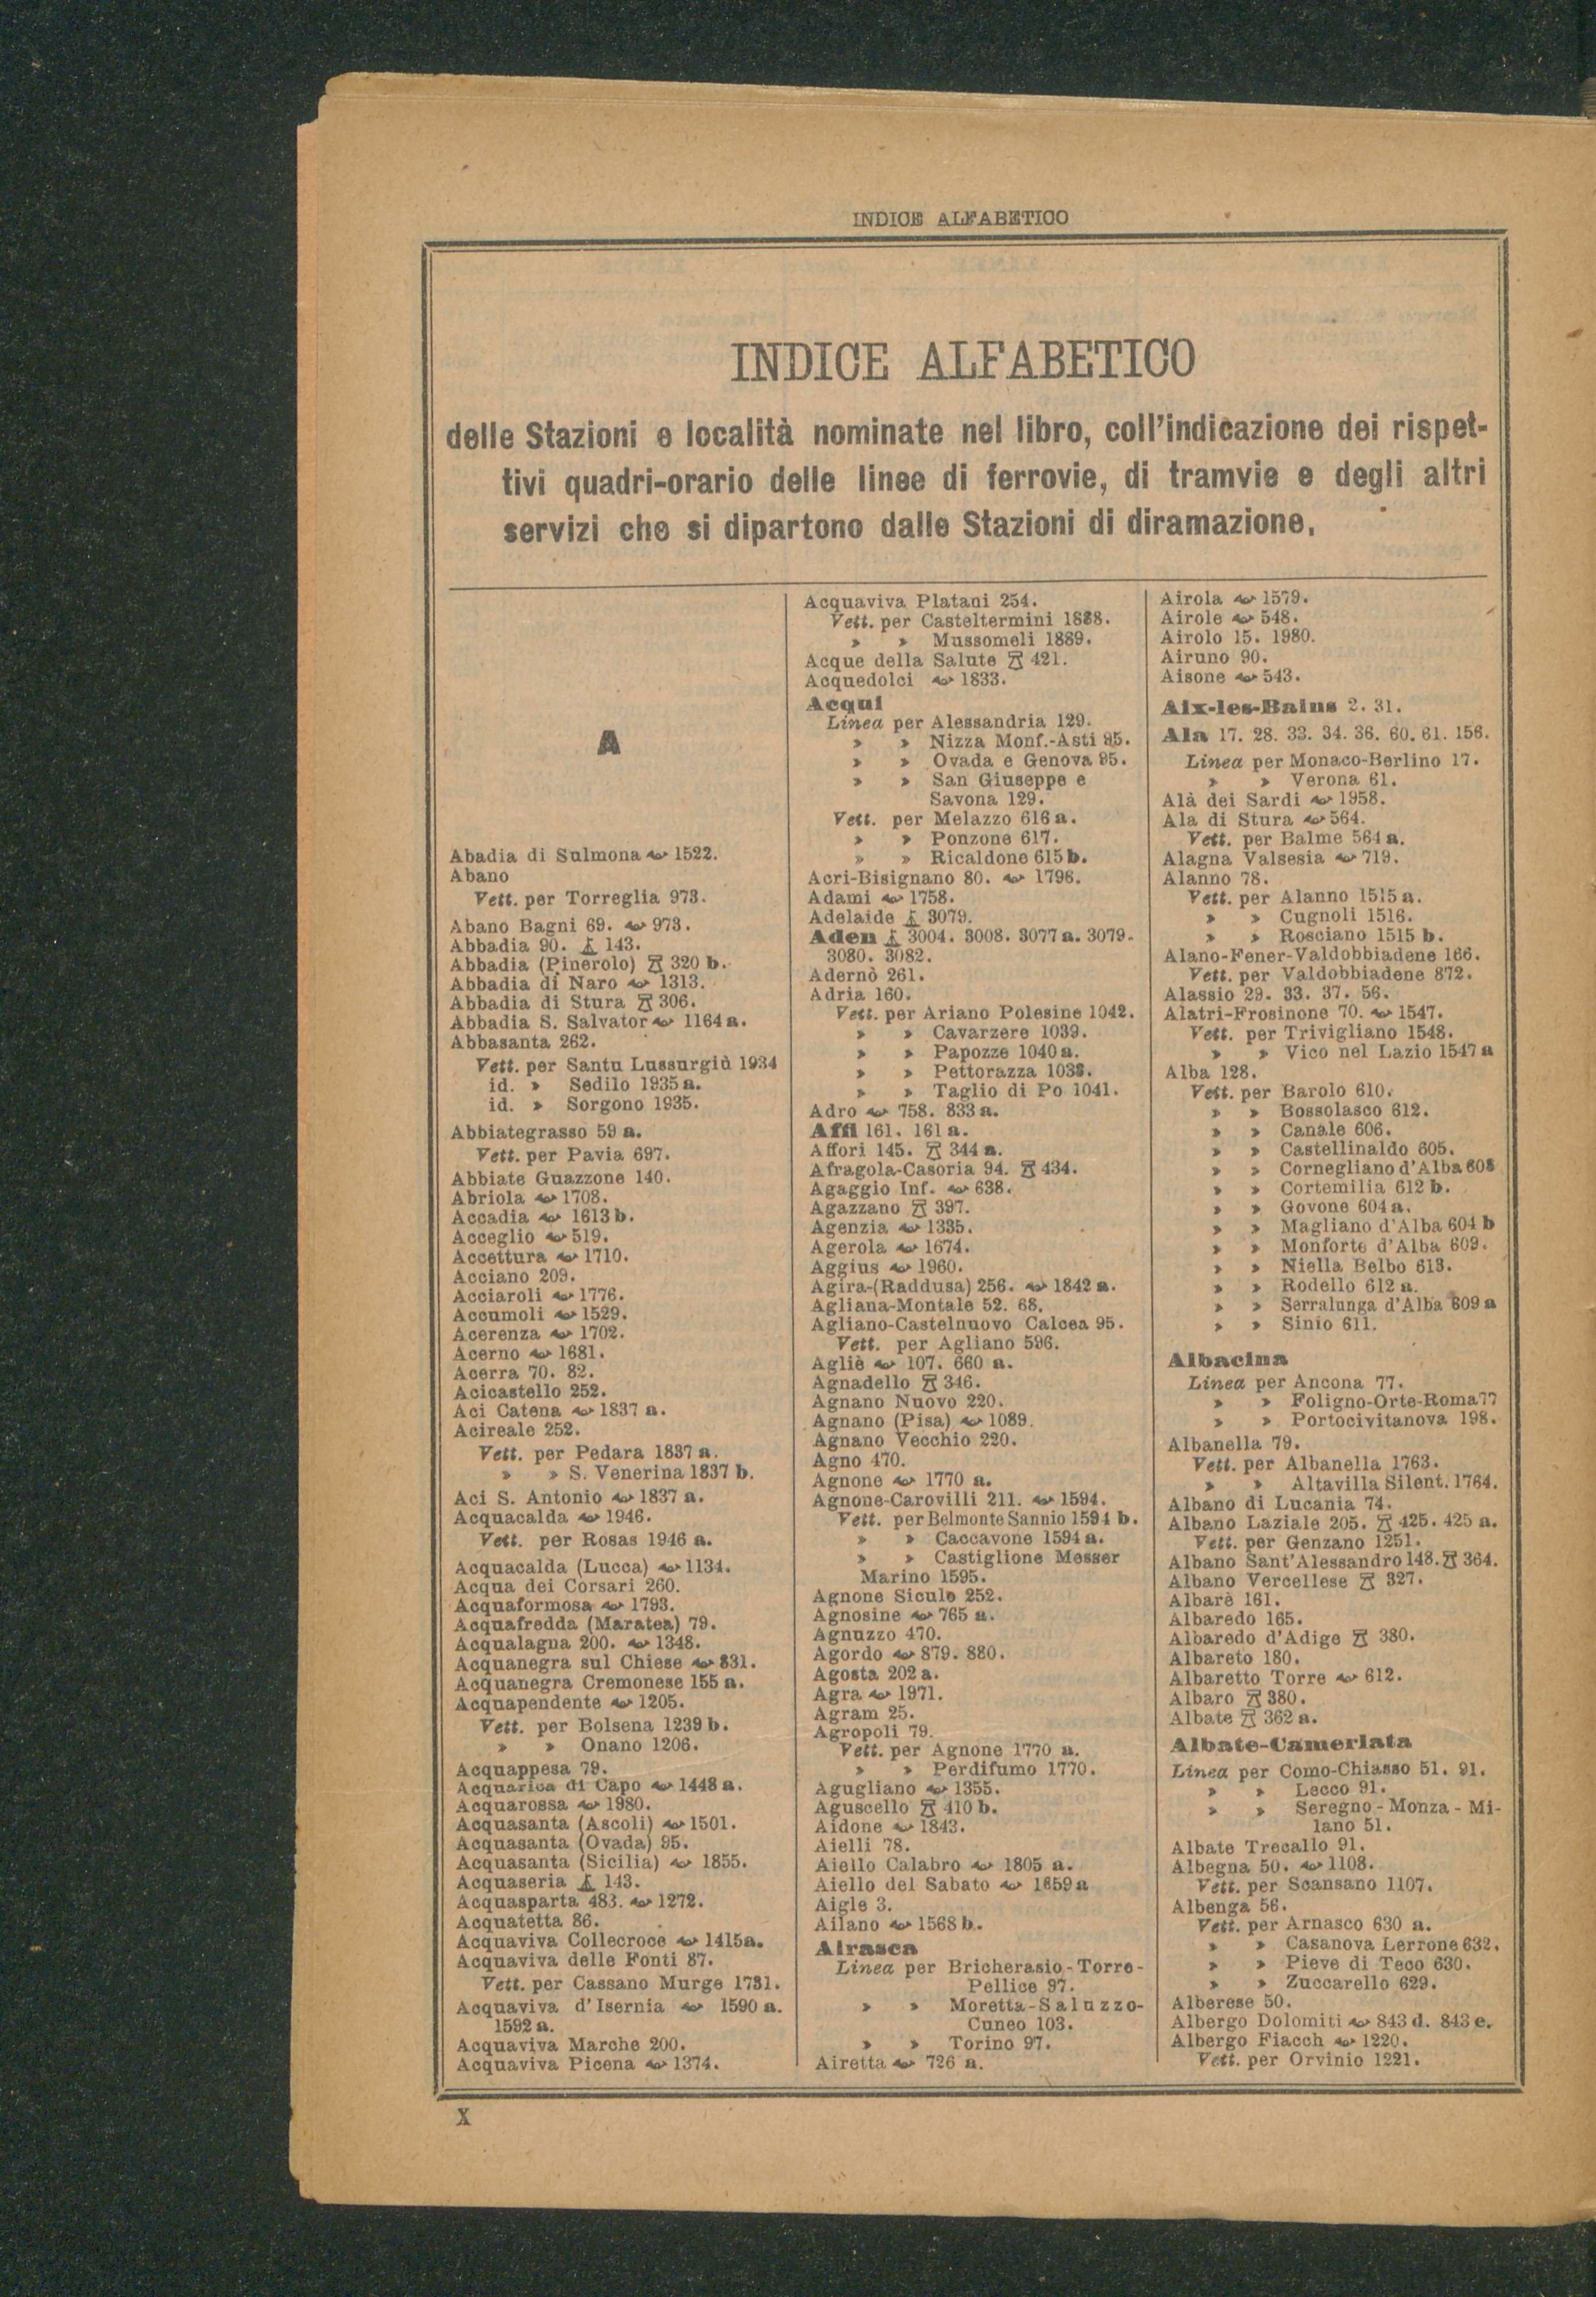 INDICE ALFABETICO
INDICE ALFABETICO
delle Stazioni e località nominate nel libro, coll'indicazione dei rispet-
tivi quadri-orario delle linee di ferrovie, di tramvie e degli altri
servizi che si dipartono dalle Stazioni di diramazione.
A
Abadia di Sulmona 1522.
Abano
Vett. per Torreglia 973.
Abano Bagni 69. 973.
Abbadia 90. 143.
Abbadia (Pinerolo) 320 b.
Abbadia di Naro 1313.
Abbadia di Stura 306.
Abbadia S. Salvator 1164 a.
Abbasanta 262.
Vett. per Santu Lussurgiù 1934
id. » Sedilo 1935 a.
id. » Sorgono 1935.
Abbiategrasso 59 a.
Vett. per Pavia 697.
Abbiate Guazzone 140.
Abriola 1708.
Accadia 1613 b.
Acceglio 519.
Accettura 1710.
Acciano 209.
Acciaroli 1776.
Accumoli 1529.
Acerenza 1702.
Acerno 1681.
Acerra 70. 82.
Acicastello 252.
Aci Catena 1837 a.
Acireale 252.
Vett. per Pedara 1837 a.
» » S. Venerina 1837 b.
Aci S. Antonio 1837 a.
Acquacalda 1946.
Vett. per Rosas 1946 a.
Acquacalda (Lucca) 1134.
Acqua dei Corsari 260.
Acquaformosa 1793.
Acquafredda (Maratea) 79.
Acqualagna 200. 1348.
Acquanegra sul Chiese 831.
Acquanegra Cremonese 155 a.
Acquapendente 1205.
Vett. per Bolsena 1239 b.
» » Onano 1206.
Acquappesa 79.
Acquarica di Capo 1448 a.
Acquarossa 1980.
Acquasanta (Ascoli) 1501.
Acquasanta (Ovada) 95.
Acquasanta (Sicilia) 1855.
Acquaseria 143.
Acquasparta 483. 1272.
Acquatetta 86.
Acquaviva Collecroce 1415a.
Acquaviva delle Fonti 87.
Vett. per Cassano Murge 1731.
Acquaviva d'Isernia 1590 a.
1592 a.
Acquaviva Marche 200.
Acquaviva Picena 1374.
Acquaviva Platani 254.
Vett. per Casteltermini 1888.
» » Mussomeli 1889.
Acque della Salute 421.
Acquedolci 1833.
Acqui
Linea per Alessandria 129.
» » Nizza Monf.-Asti 95.
» » Ovada e Genova 95.
» » San Giuseppe e
Savona 129.
Vett. per Melazzo 616 a.
» » Ponzone 617.
» » Ricaldone 615 b.
Acri-Bisignano 80. 1796.
Adami 1758.
Adelaide 3079.
Aden 3004. 3008. 3077 a. 3079.
3080. 3082.
Adernò 261.
Adria 160.
Vett. per Ariano Polesine 1042.
» » Cavarzere 1039.
» » Papozze 1040 a.
» » Pettorazza 1038.
» » Taglio di Po 1041.
Adro 758. 833 a.
Affi 161. 161 a.
Affori 145. 344 a.
Afragola-Casoria 94. 434.
Agaggio Inf. 638.
Agazzano 397.
Agenzia 1335.
Agerola 1674.
Aggius 1960.
Agira-(Raddusa) 256. 1842 a.
Agliana-Montale 52. 68.
Agliano-Castelnuovo Calcea 95.
Vett. per Agliano 596.
Agliè 107. 660 a.
Agnadello 346.
Agnano Nuovo 220.
Agnano (Pisa) 1089.
Agnano Vecchio 220.
Agno 470.
Agnone 1770 a.
Agnone-Carovilli 211. 1594.
Vett. per Belmonte Sannio 1594 b.
» » Caccavone 1594 a.
» » Castiglione Messer
Marino 1595.
Agnone Siculo 252.
Agnosine 765 a.
Agnuzzo 470.
Agordo 879. 880.
Agosta 202 a.
Agra 1971.
Agram 25.
Agropoli 79.
Vett. per Agnone 1770 a.
» » Perdifumo 1770.
Agugliano 1355.
Aguscello 410 b.
Aidone 1843.
Aielli 78.
Aiello Calabro 1805 a.
Aiello del Sabato 1659 a
Aigle 3.
Ailano 1568 b.
Airasca
Linea per Bricherasio-Torre-
Pellice 97.
» » Moretta-Saluzzo-
Cuneo 103.
» » Torino 97.
Airetta 726 a.
Airola 1579.
Airole 548.
Airolo 15. 1980.
Airuno 90.
Aisone 543.
Aix-les-Bains 2. 31.
Ala 17. 28. 33. 34. 36. 60. 61. 156.
Linea per Monaco-Berlino 17.
» » Verona 61.
Alà dei Sardi 1958.
Ala di Stura 564.
Vett. per Balme 564 a.
Alagna Valsesia 719.
Alanno 78.
Vett. per Alanno 1515 a.
» » Cugnoli 1516.
» » Rosciano 1515 b.
Alano-Fener-Valdobbiadene 166.
Vett. per Valdobbiadene 872.
Alassio 29. 33. 37. 56.
Alatri-Frosinone 70. 1547.
Vett. per Trivigliano 1548.
» » Vico nel Lazio 1547 a
Alba 128.
Vett. per Barolo 610.
» » Bossolasco 612.
» » Canale 606.
» » Castellinaldo 605.
» » Cornegliano d'Alba 608
» » Cortemilia 612 b.
» » Govone 604 a.
» » Magliano d'Alba 604 b
» » Monforte d'Alba 609.
» » Niella Belbo 613.
» » Rodello 612 a.
» » Serralunga d'Alba 609 a
» » Sinio 611.
Albacina
Linea per Ancona 77.
» » Foligno-Orte-Roma 77
» » Portocivitanova 198.
Albanella 79.
Vett. per Albanella 1763.
» » Altavilla Silent. 1764.
Albano di Lucania 74.
Albano Laziale 205. 425. 425 a.
Vett. per Genzano 1251.
Albano Sant'Alessandro 148. 364.
Albano Vercellese 327.
Albarè 161.
Albaredo 165.
Albaredo d'Adige 380.
Albareto 180.
Albaretto Torre 612.
Albaro 380.
Albate 362 a.
Albate-Camerlata
Linea per Como-Chiasso 51. 91.
» » Lecco 91.
» » Seregno - Monza - Mi-
lano 51.
Albate Trecallo 91.
Albegna 50. 1108.
Vett. per Scansano 1107.
Albenga 56.
Vett. per Arnasco 630 a.
» » Casanova Lerrone 632.
» » Pieve di Teco 630.
» » Zuccarello 629.
Alberese 50.
Albergo Dolomiti 843 d. 843 e.
Albergo Fiacch 1220.
Vett. per Orvinio 1221.
X